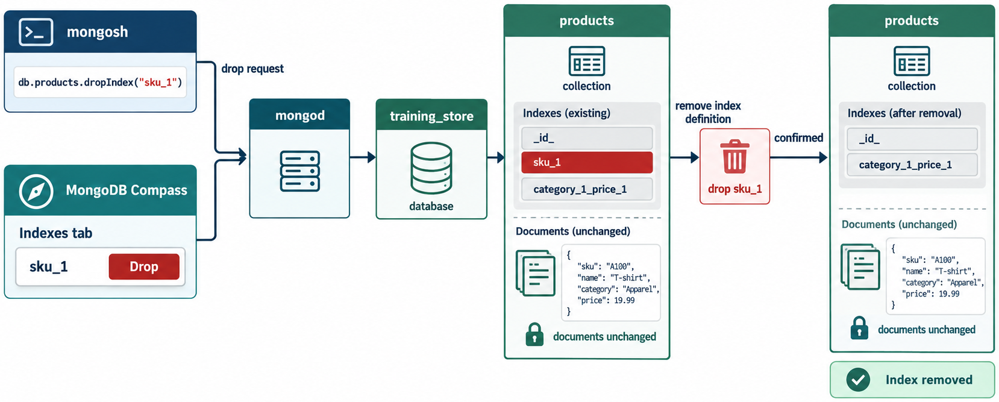 mongosh
db.products.dropIndex("sku_1")
drop request
MongoDB Compass
Indexes tab
sku_1
Drop
mongod
training_store
database
products
collection
Indexes (existing)
_id_
sku_1
category_1_price_1
Documents (unchanged)
{
"sku": "A100",
"name": "T-shirt",
"category": "Apparel",
"price": 19.99
}
documents unchanged
remove index
definition
drop sku_1
confirmed
products
collection
Indexes (after removal)
_id_
category_1_price_1
Documents (unchanged)
{
"sku": "A100",
"name": "T-shirt",
"category": "Apparel",
"price": 19.99
}
documents unchanged
Index removed